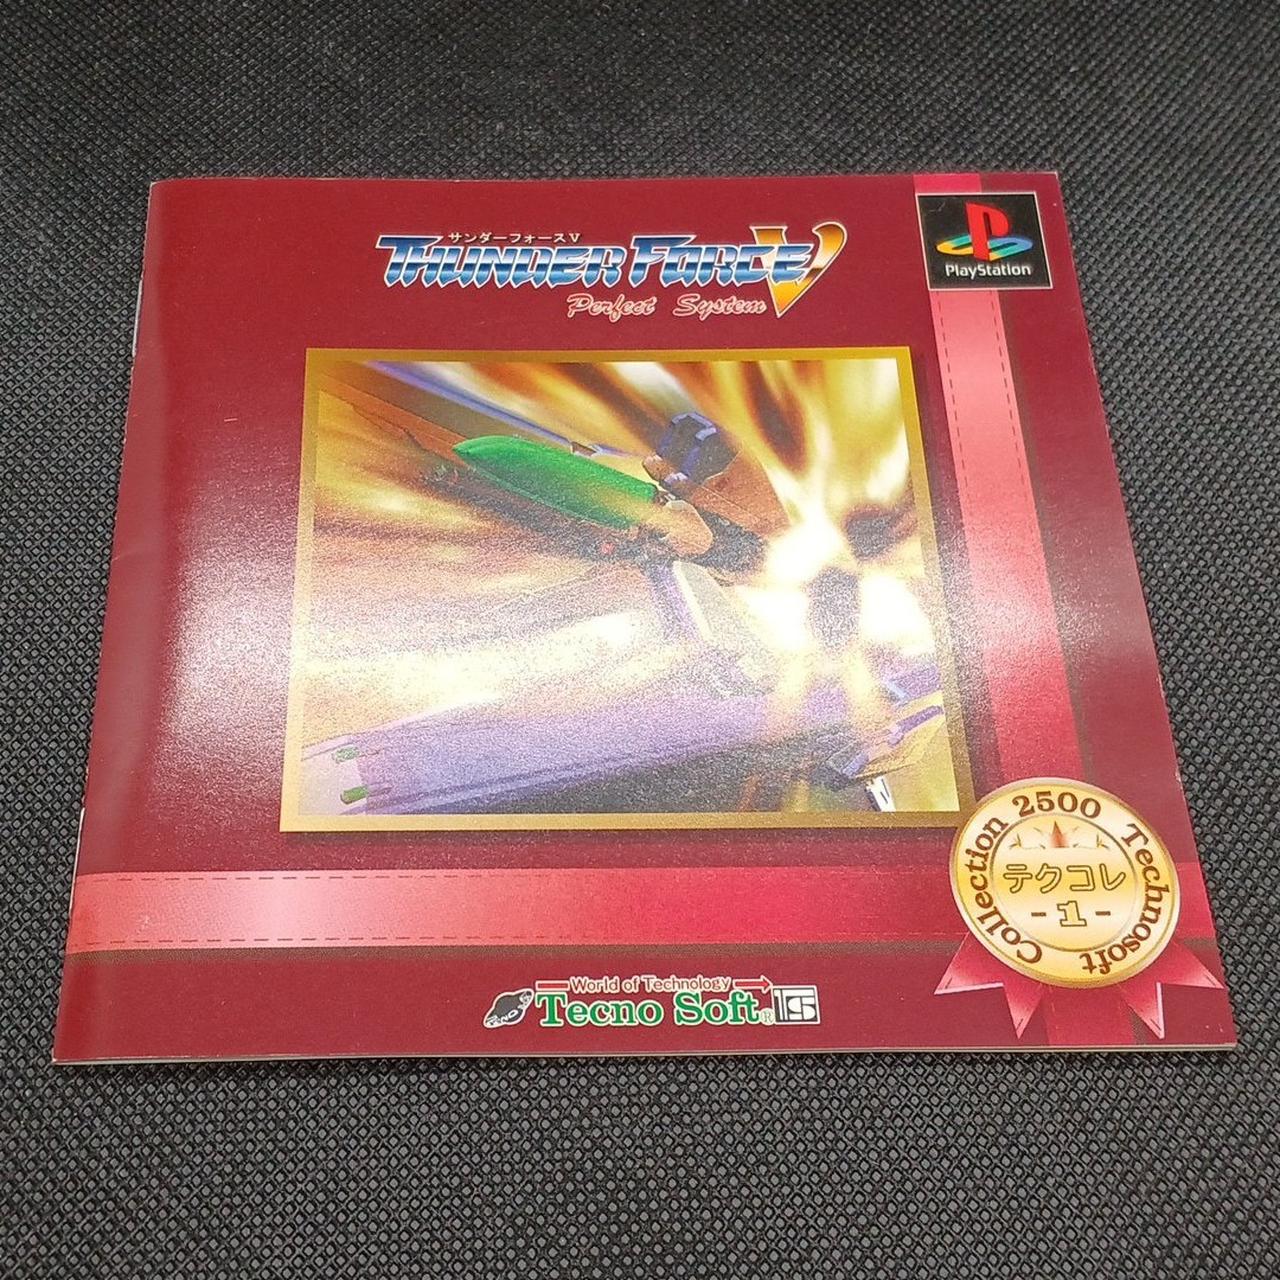 サンダーフォースV
THUNDER FORCE V
Perfect System
PlayStation
Technosoft Collection 2500
テクコレ
-1-
World of Technology
Tecno Soft®